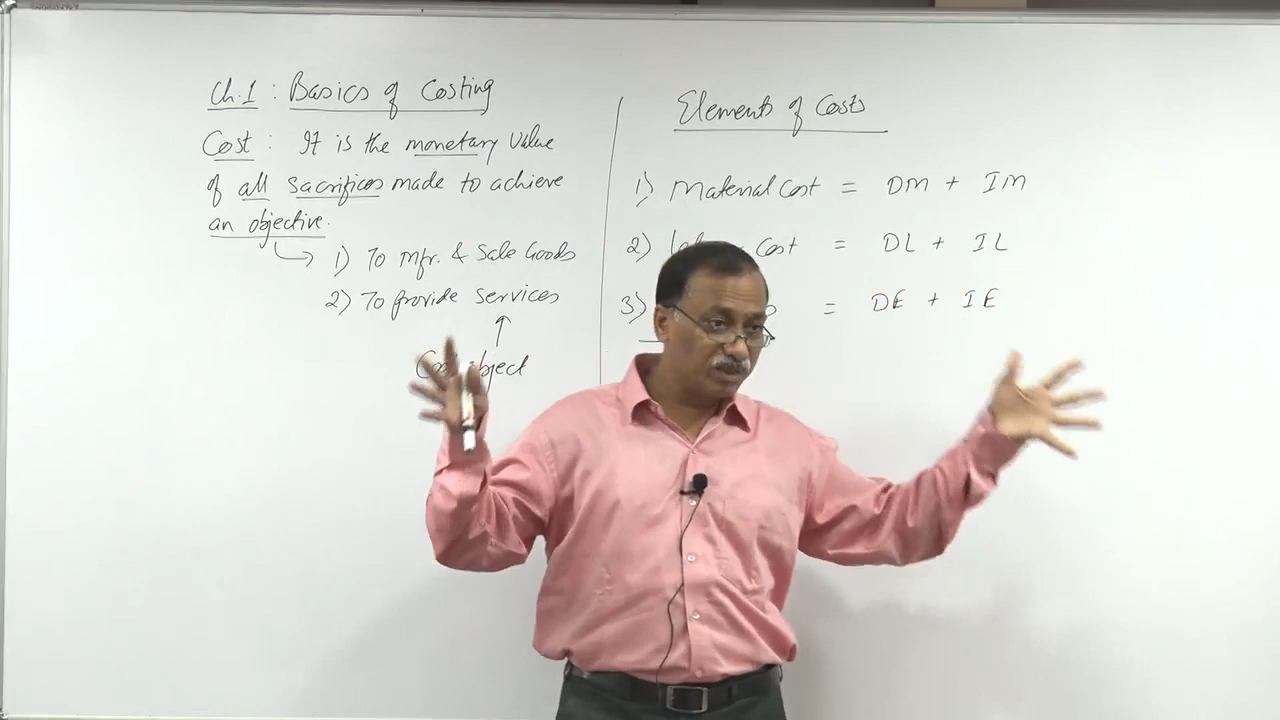 Ch.1 : Basics of Costing
Cost : It is the monetary value
of all sacrifices made to achieve
an objective.
1) To Mfr. & Sale Goods
2) To provide services
object
Elements of Costs
1) Material Cost = DM + IM
2) Cost = DL + IL
3) = DE + IE